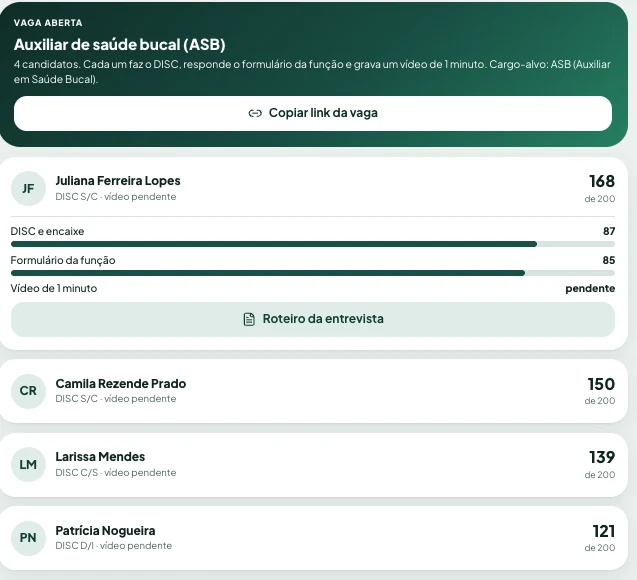 VAGA ABERTA
Auxiliar de saúde bucal (ASB)
4 candidatos. Cada um faz o DISC, responde o formulário da função e grava um vídeo de 1 minuto. Cargo-alvo: ASB (Auxiliar
em Saúde Bucal).
Copiar link da vaga
JF
Juliana Ferreira Lopes
168
DISC S/C · vídeo pendente
de 200
DISC e encaixe
87
Formulário da função
85
Vídeo de 1 minuto
pendente
Roteiro da entrevista
CR
Camila Rezende Prado
150
DISC S/C · vídeo pendente
de 200
LM
Larissa Mendes
139
DISC C/S · vídeo pendente
de 200
PN
Patrícia Nogueira
121
DISC D/I · vídeo pendente
de 200